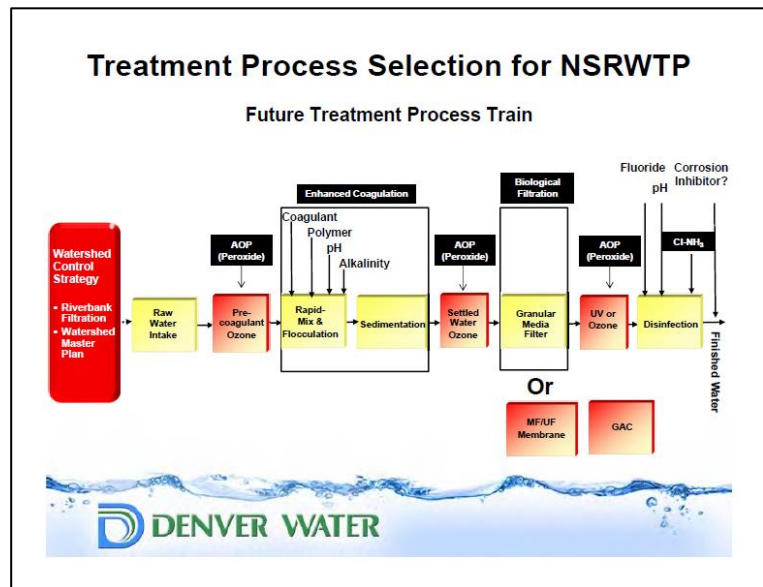 Treatment Process Selection for NSRWTP
Future Treatment Process Train
Fluoride
pH
Corrosion
Inhibitor?
Enhanced Coagulation
Biological
Filtration
Coagulant
Polymer
pH
Alkalinity
AOP
(Peroxide)
AOP
(Peroxide)
AOP
(Peroxide)
Cl-NH₃
Watershed
Control
Strategy
▪ Riverbank
Filtration
▪ Watershed
Master
Plan
Raw
Water
Intake
Pre-
coagulant
Ozone
Rapid-
Mix &
Flocculation
Sedimentation
Settled
Water
Ozone
Granular
Media
Filter
UV or
Ozone
Disinfection
Finished Water
Or
MF/UF
Membrane
GAC
DENVER WATER